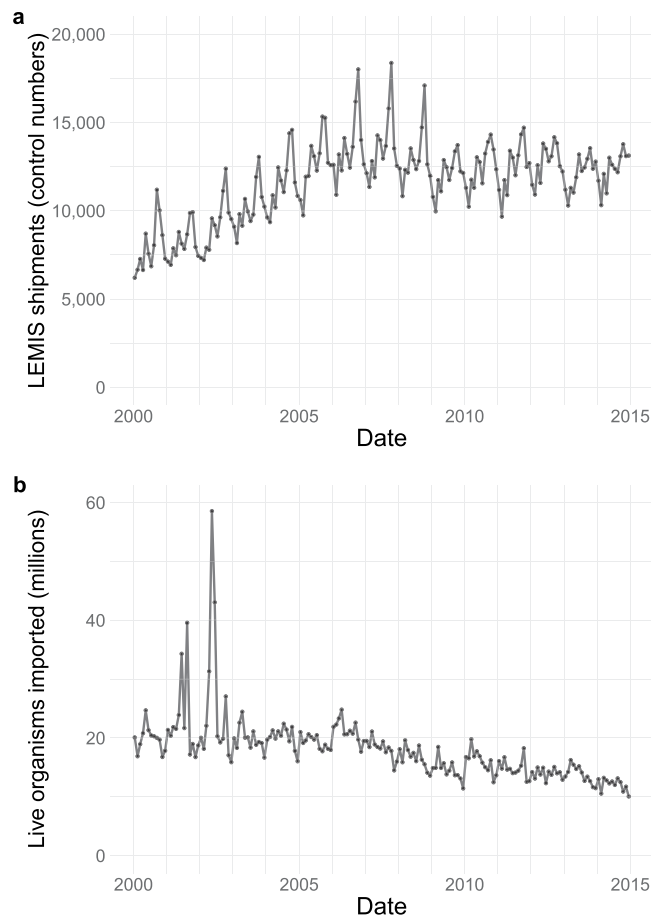 a
LEMIS shipments (control numbers)
20,000
15,000
10,000
5,000
0
2000 2005 2010 2015
Date
b
Live organisms imported (millions)
60
40
20
0
2000 2005 2010 2015
Date